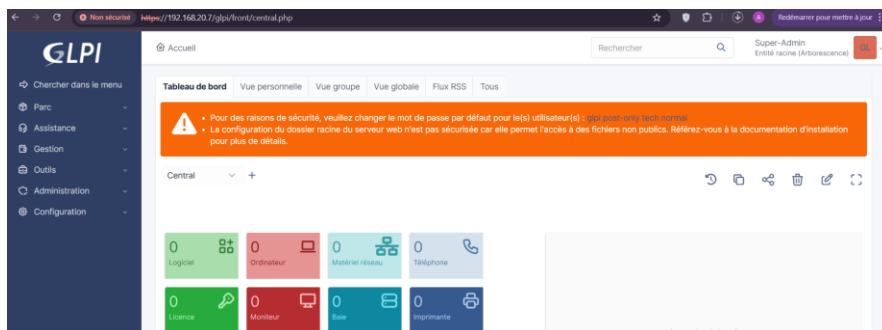 Non sécurisé https://192.168.20.7/glpi/front/central.php
Redémarrer pour mettre à jour
GLPI
Accueil
Rechercher
Super-Admin
Entité racine (Arborescence)
GL
Chercher dans le menu
Parc
Assistance
Gestion
Outils
Administration
Configuration
Tableau de bord Vue personnelle Vue groupe Vue globale Flux RSS Tous
• Pour des raisons de sécurité, veuillez changer le mot de passe par défaut pour le(s) utilisateur(s) : glpi post-only tech normal
• La configuration du dossier racine du serveur web n'est pas sécurisée car elle permet l'accès à des fichiers non publics. Référez-vous à la documentation d'installation
pour plus de détails.
Central
0 0 0 0
Logiciel Ordinateur Matériel réseau Téléphone
0 0 0 0
Licence Moniteur Baie Imprimante